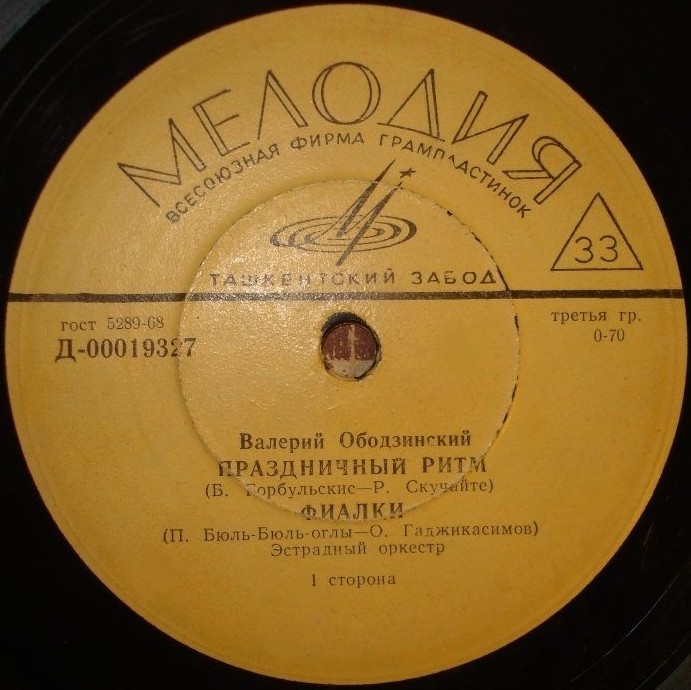 МЕЛОДИЯ
ВСЕСОЮЗНАЯ ФИРМА ГРАМПЛАСТИНОК
33
ТАШКЕНТСКИЙ ЗАВОД
гост 5289-68
третья гр.
Д-00019327
0-70
Валерий Ободзинский
ПРАЗДНИЧНЫЙ РИТМ
(Б. Горбульскис—Р. Скучайте)
ФИАЛКИ
(П. Бюль-Бюль-оглы—О. Гаджикасимов)
Эстрадный оркестр
1 сторона